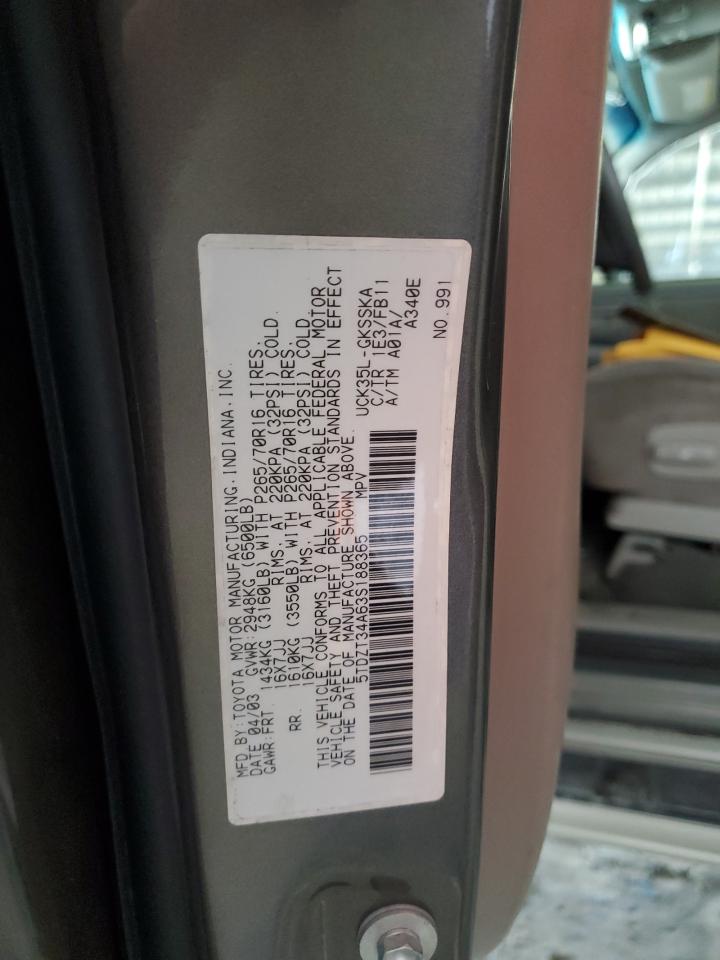 MFD BY:TOYOTA MOTOR MANUFACTURING.INDIANA.INC.
DATE 04/03 GVWR:2948KG (6500LB)
GAWR:FRT. 1434KG (3160LB) WITH P265/70R16 TIRES.
16X7JJ RIMS. AT 220KPA (32PSI) COLD.
RR. 1610KG (3550LB) WITH P265/70R16 TIRES.
16X7JJ RIMS. AT 220KPA (32PSI) COLD.
THIS VEHICLE CONFORMS TO ALL APPLICABLE FEDERAL MOTOR
VEHICLE SAFETY AND THEFT PREVENTION STANDARDS IN EFFECT
ON THE DATE OF MANUFACTURE SHOWN ABOVE.
5TDZT34A63S188365 MPV
UCK35L-GKSSKA
C/TR 1E3/FB11
A/TM A01A/
A340E
NO.991